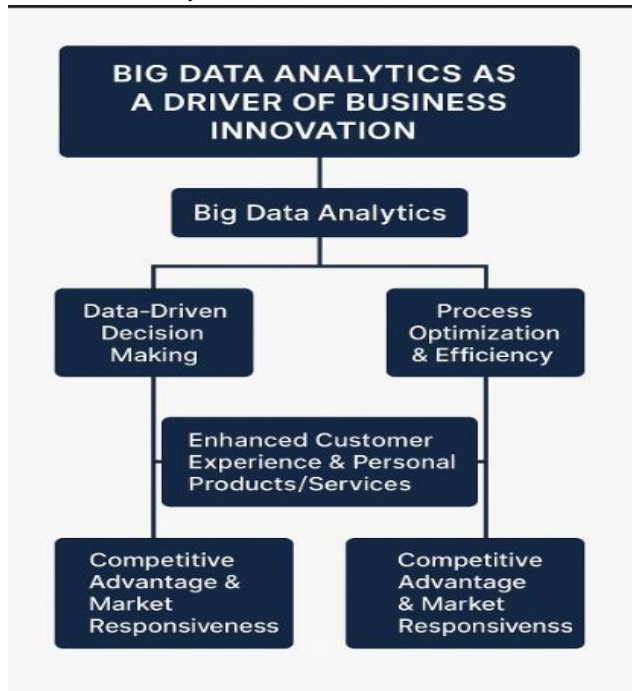 BIG DATA ANALYTICS AS
A DRIVER OF BUSINESS
INNOVATION
Big Data Analytics
Data-Driven
Decision
Making
Process
Optimization
& Efficiency
Enhanced Customer
Experience & Personal
Products/Services
Competitive
Advantage &
Market
Responsiveness
Competitive
Advantage
& Market
Responsivenss